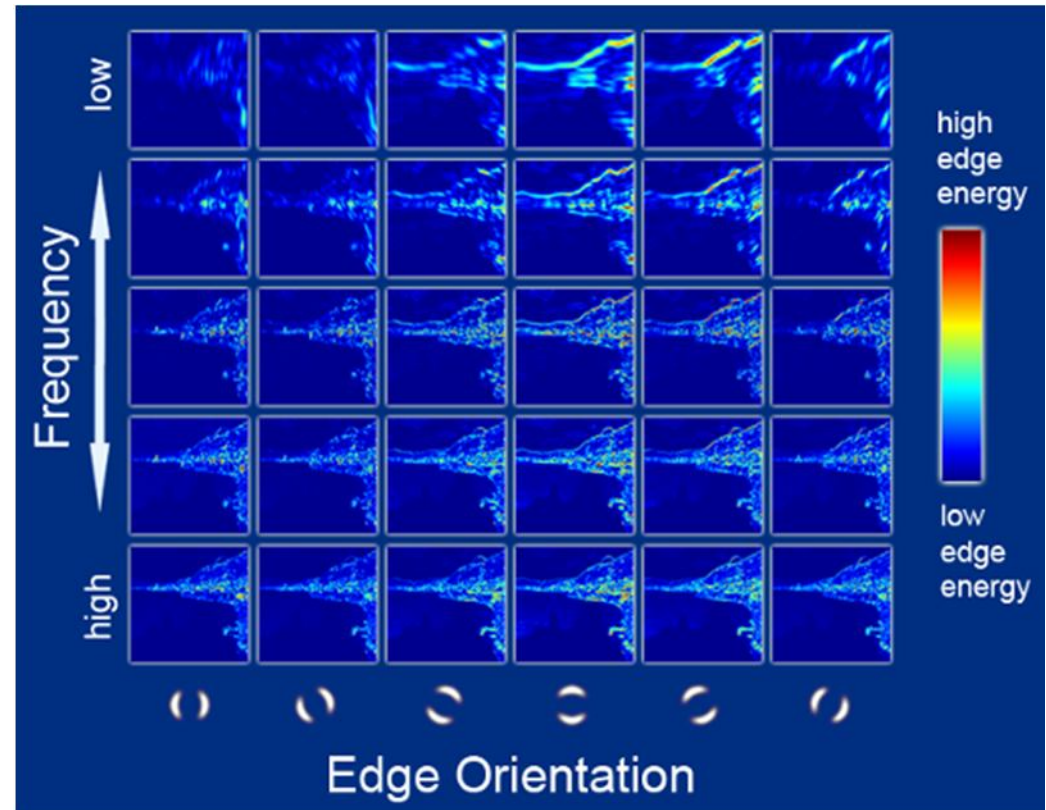 low
Frequency
high
high
edge
energy
low
edge
energy
Edge Orientation